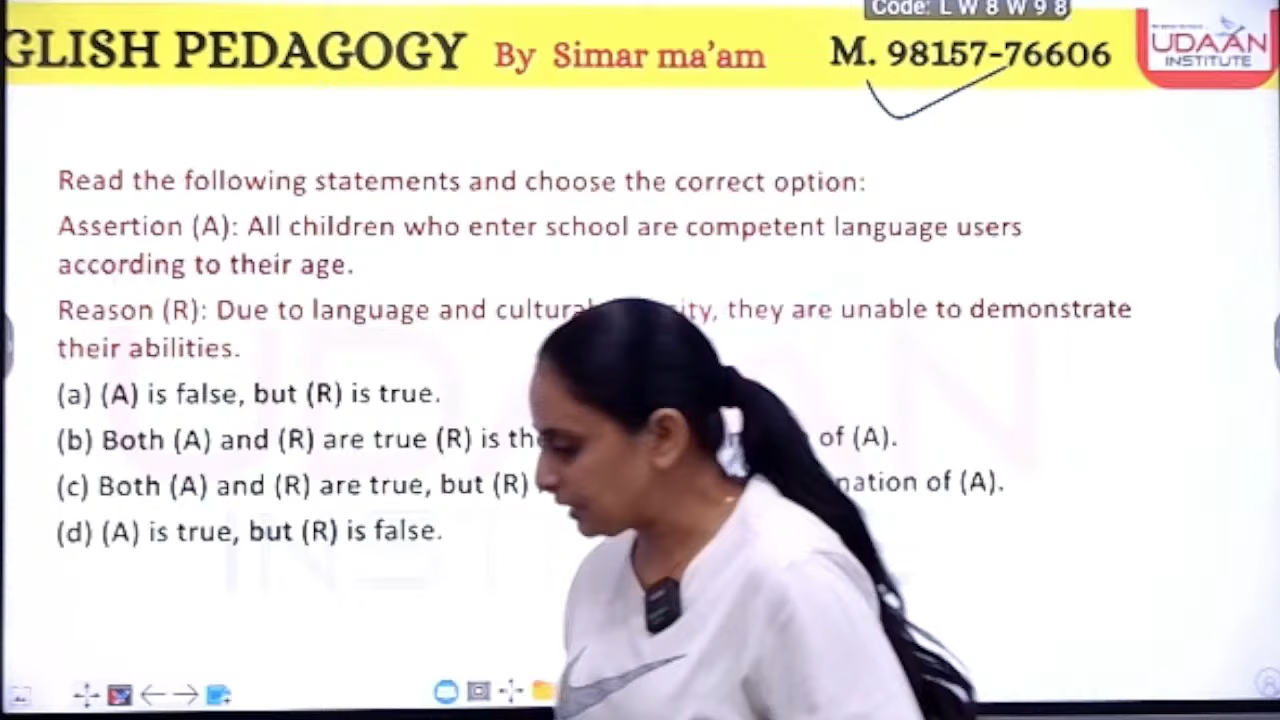 Code: L W 8 W 9 8
GLISH PEDAGOGY By Simar ma'am M. 98157-76606
UDAAN
INSTITUTE
Read the following statements and choose the correct option:
Assertion (A): All children who enter school are competent language users
according to their age.
Reason (R): Due to language and cultural they are unable to demonstrate
their abilities.
(a) (A) is false, but (R) is true.
(b) Both (A) and (R) are true (R) is of (A).
(c) Both (A) and (R) are true, but (R) of (A).
(d) (A) is true, but (R) is false.